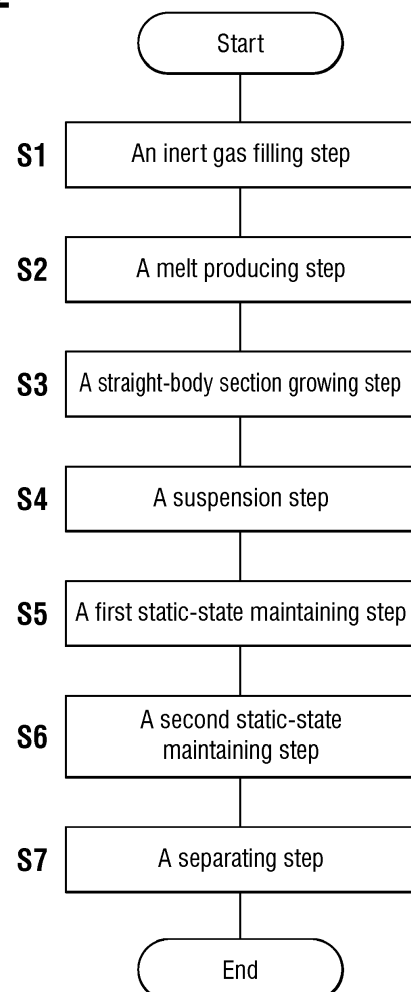 Start
S1 An inert gas filling step
S2 A melt producing step
S3 A straight-body section growing step
S4 A suspension step
S5 A first static-state maintaining step
S6 A second static-state
maintaining step
S7 A separating step
End